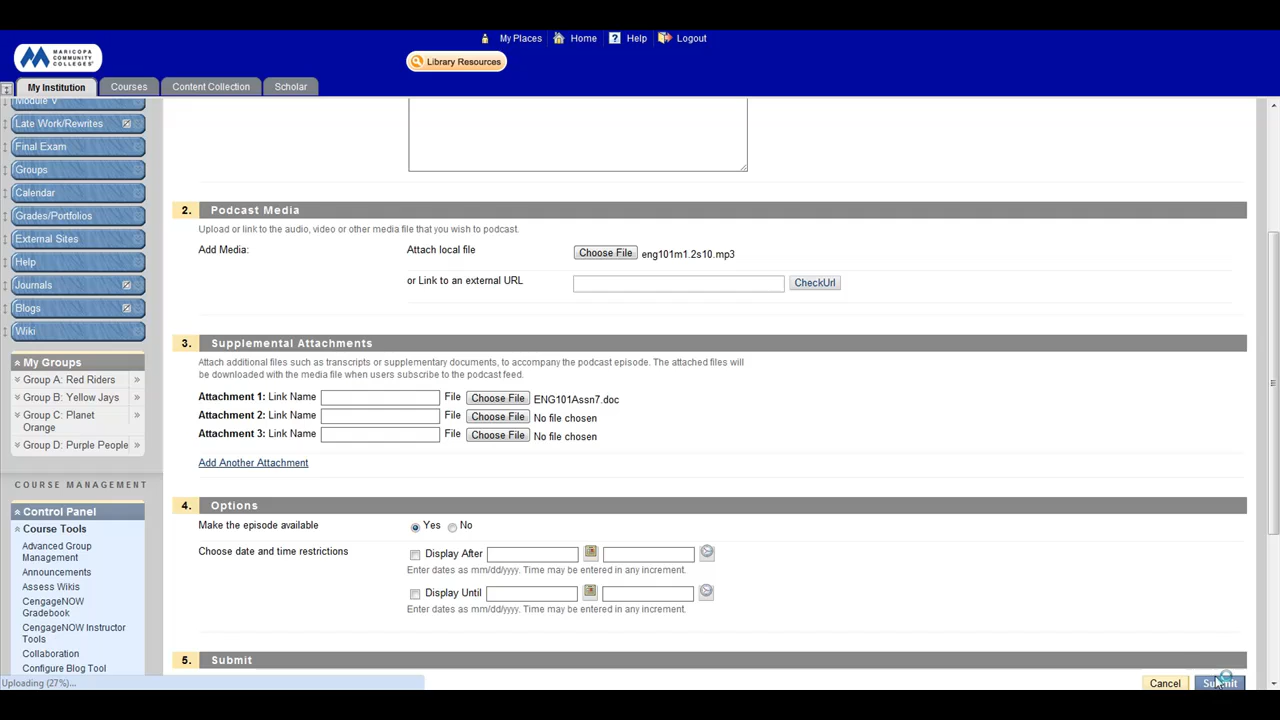 My Places Home ? Help Logout
MARICOPA
COMMUNITY
COLLEGES
Library Resources
My Institution Courses Content Collection Scholar
Module V
Late Work/Rewrites
Final Exam
Groups
Calendar
Grades/Portfolios
External Sites
Help
Journals
Blogs
Wiki
My Groups
Group A: Red Riders
Group B: Yellow Jays
Group C: Planet
Orange
Group D: Purple People
COURSE MANAGEMENT
Control Panel
Course Tools
Advanced Group
Management
Announcements
Assess Wikis
CengageNOW
Gradebook
CengageNOW Instructor
Tools
Collaboration
Configure Blog Tool
Uploading (27%)...
2. Podcast Media
Upload or link to the audio, video or other media file that you wish to podcast.
Add Media: Attach local file Choose File eng101m1.2s10.mp3
or Link to an external URL CheckUrl
3. Supplemental Attachments
Attach additional files such as transcripts or supplementary documents, to accompany the podcast episode. The attached files will
be downloaded with the media file when users subscribe to the podcast feed.
Attachment 1: Link Name File Choose File ENG101Assn7.doc
Attachment 2: Link Name File Choose File No file chosen
Attachment 3: Link Name File Choose File No file chosen
Add Another Attachment
4. Options
Make the episode available Yes No
Choose date and time restrictions Display After
Enter dates as mm/dd/yyyy. Time may be entered in any increment.
Display Until
Enter dates as mm/dd/yyyy. Time may be entered in any increment.
5. Submit
Cancel Submit